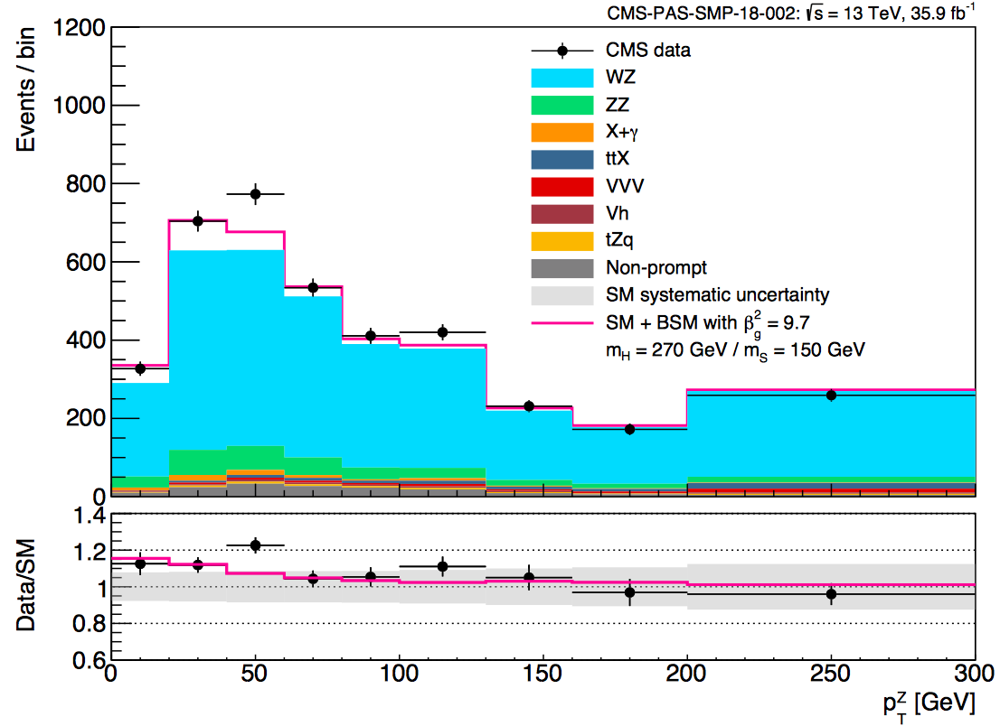 CMS-PAS-SMP-18-002: √s = 13 TeV, 35.9 fb⁻¹
Events / bin
1200
1000
800
600
400
200
0
CMS data
WZ
ZZ
X+γ
ttX
VVV
Vh
tZq
Non-prompt
SM systematic uncertainty
SM + BSM with β²g = 9.7
mH = 270 GeV / mS = 150 GeV
Data/SM
1.4
1.2
1
0.8
0.6
0 50 100 150 200 250 300
pTZ [GeV]